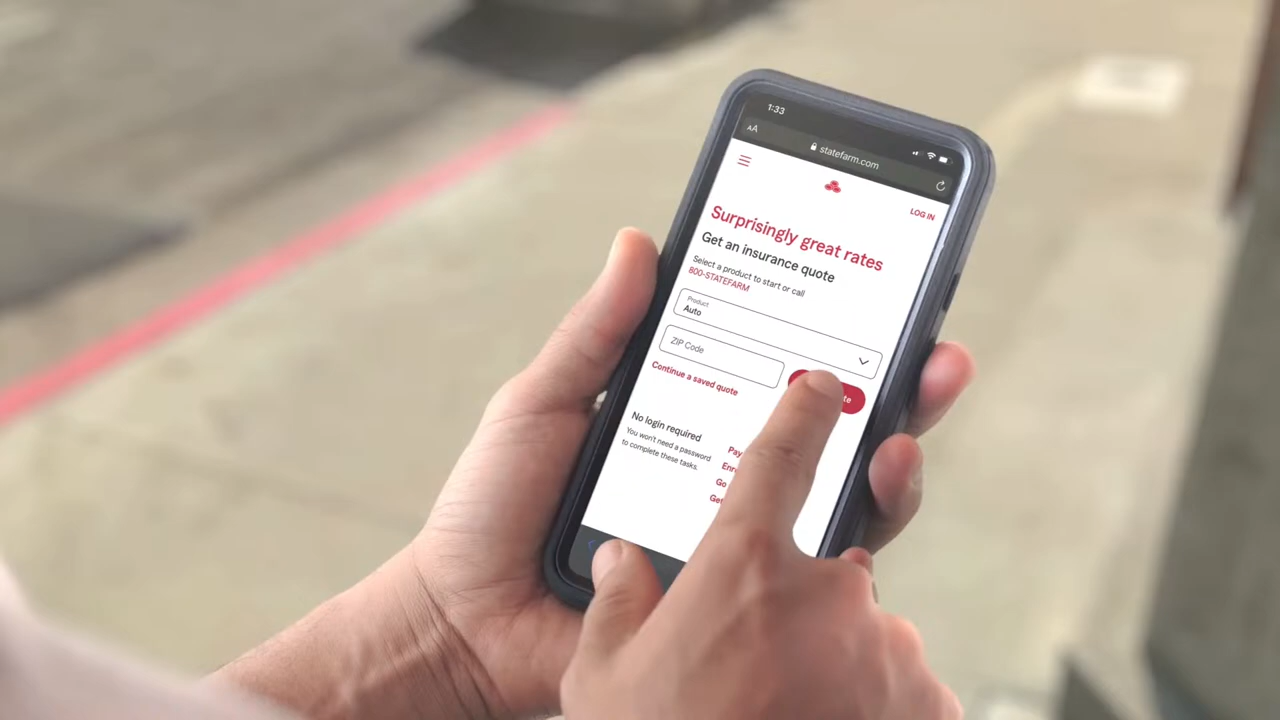 1:33
AA
statefarm.com
LOG IN
Surprisingly great rates
Get an insurance quote
Select a product to start or call
800-STATEFARM
Product
Auto
ZIP Code
Continue a saved quote
No login required
You won't need a password
to complete these tasks.
Pay
Go